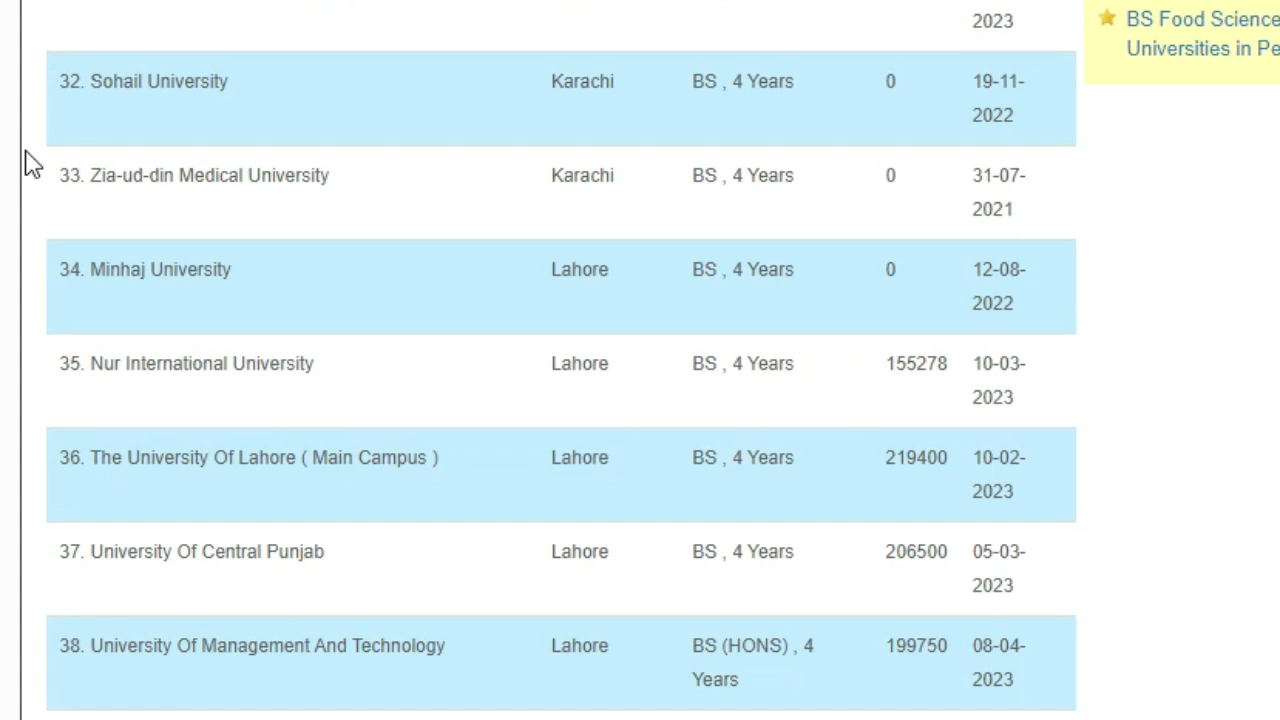 2023
BS Food Science
Universities in Pe
32. Sohail University Karachi BS , 4 Years 0 19-11-
2022
33. Zia-ud-din Medical University Karachi BS , 4 Years 0 31-07-
2021
34. Minhaj University Lahore BS , 4 Years 0 12-08-
2022
35. Nur International University Lahore BS , 4 Years 155278 10-03-
2023
36. The University Of Lahore ( Main Campus ) Lahore BS , 4 Years 219400 10-02-
2023
37. University Of Central Punjab Lahore BS , 4 Years 206500 05-03-
2023
38. University Of Management And Technology Lahore BS (HONS) , 4 199750 08-04-
Years 2023